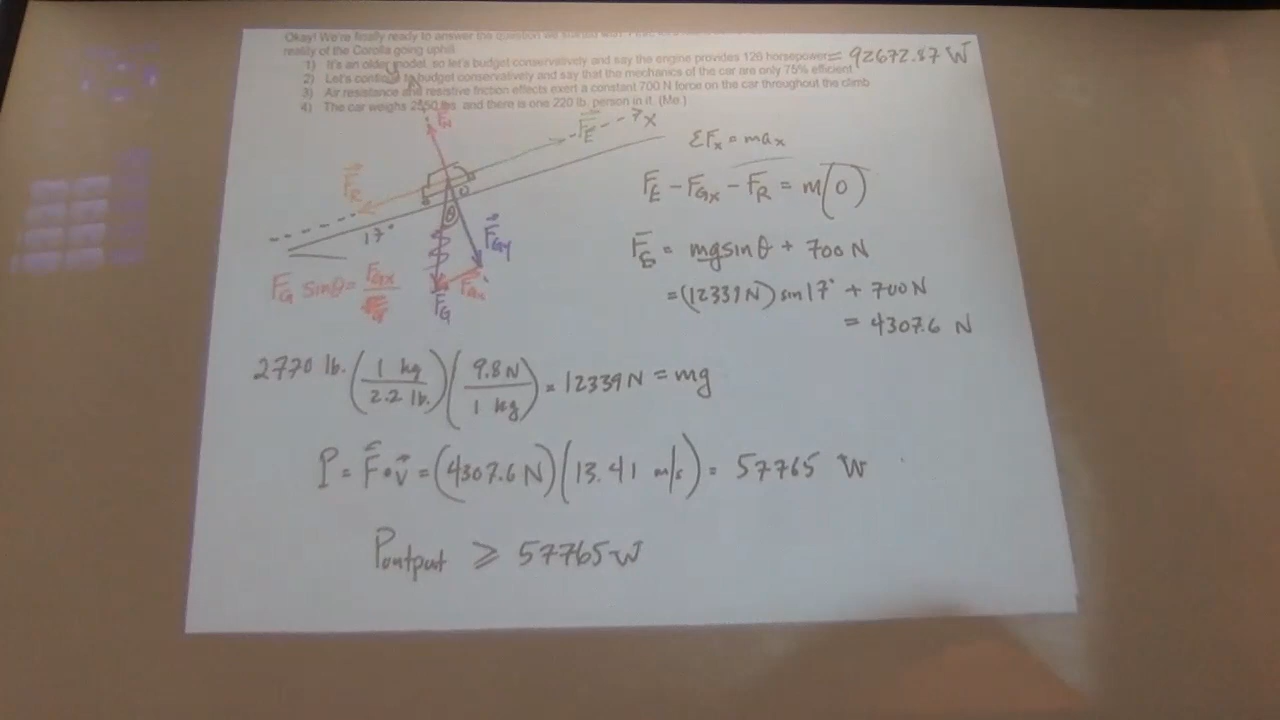 Okay! We're finally ready to answer the question we started with
reality of the Corolla going uphill
1) It's an older model, so let's budget conservatively and say the engine provides 126 horsepower = 92672.87 W
2) Let's continue to budget conservatively and say that the mechanics of the car are only 75% efficient.
3) Air resistance and resistive friction effects exert a constant 700 N force on the car throughout the climb
4) The car weighs 2550 lbs. and there is one 220 lb. person in it. (Me.)
F_N
F_E
x
ΣFx = max
F_R
F_E - F_Gx - F_R = m(0)
θ
17°
F_Gy
F_E = mgsinθ + 700 N
F_G sinθ = F_Gx
F_Gx
F_G
= (12339 N) sin 17° + 700 N
= 4307.6 N
2770 lb. (1 kg / 2.2 lb.) (9.8 N / 1 kg) = 12339 N = mg
P = F • v = (4307.6 N)(13.41 m/s) = 57765 W
Poutput ≥ 57765 W